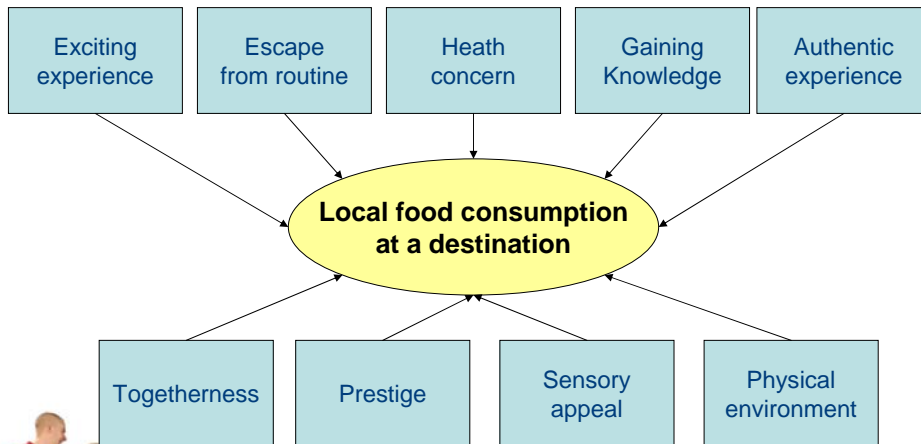 Exciting
experience
Escape
from routine
Heath
concern
Gaining
Knowledge
Authentic
experience
Local food consumption
at a destination
Togetherness
Prestige
Sensory
appeal
Physical
environment